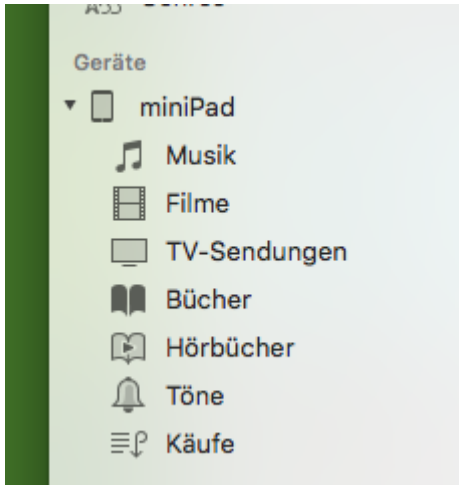 Geräte
miniPad
Musik
Filme
TV-Sendungen
Bücher
Hörbücher
Töne
Käufe